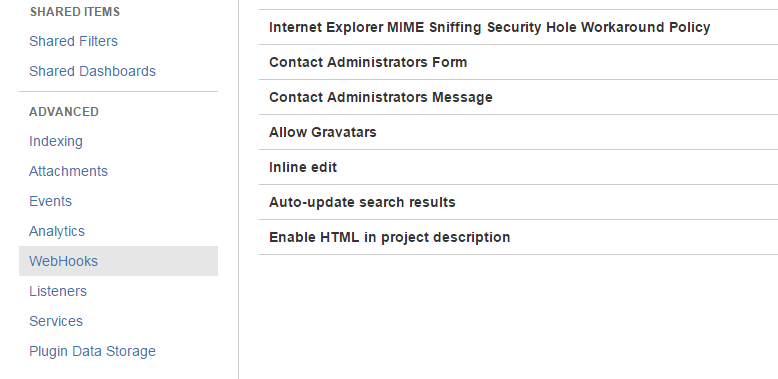 SHARED ITEMS
Shared Filters
Shared Dashboards
ADVANCED
Indexing
Attachments
Events
Analytics
WebHooks
Listeners
Services
Plugin Data Storage
Internet Explorer MIME Sniffing Security Hole Workaround Policy
Contact Administrators Form
Contact Administrators Message
Allow Gravatars
Inline edit
Auto-update search results
Enable HTML in project description